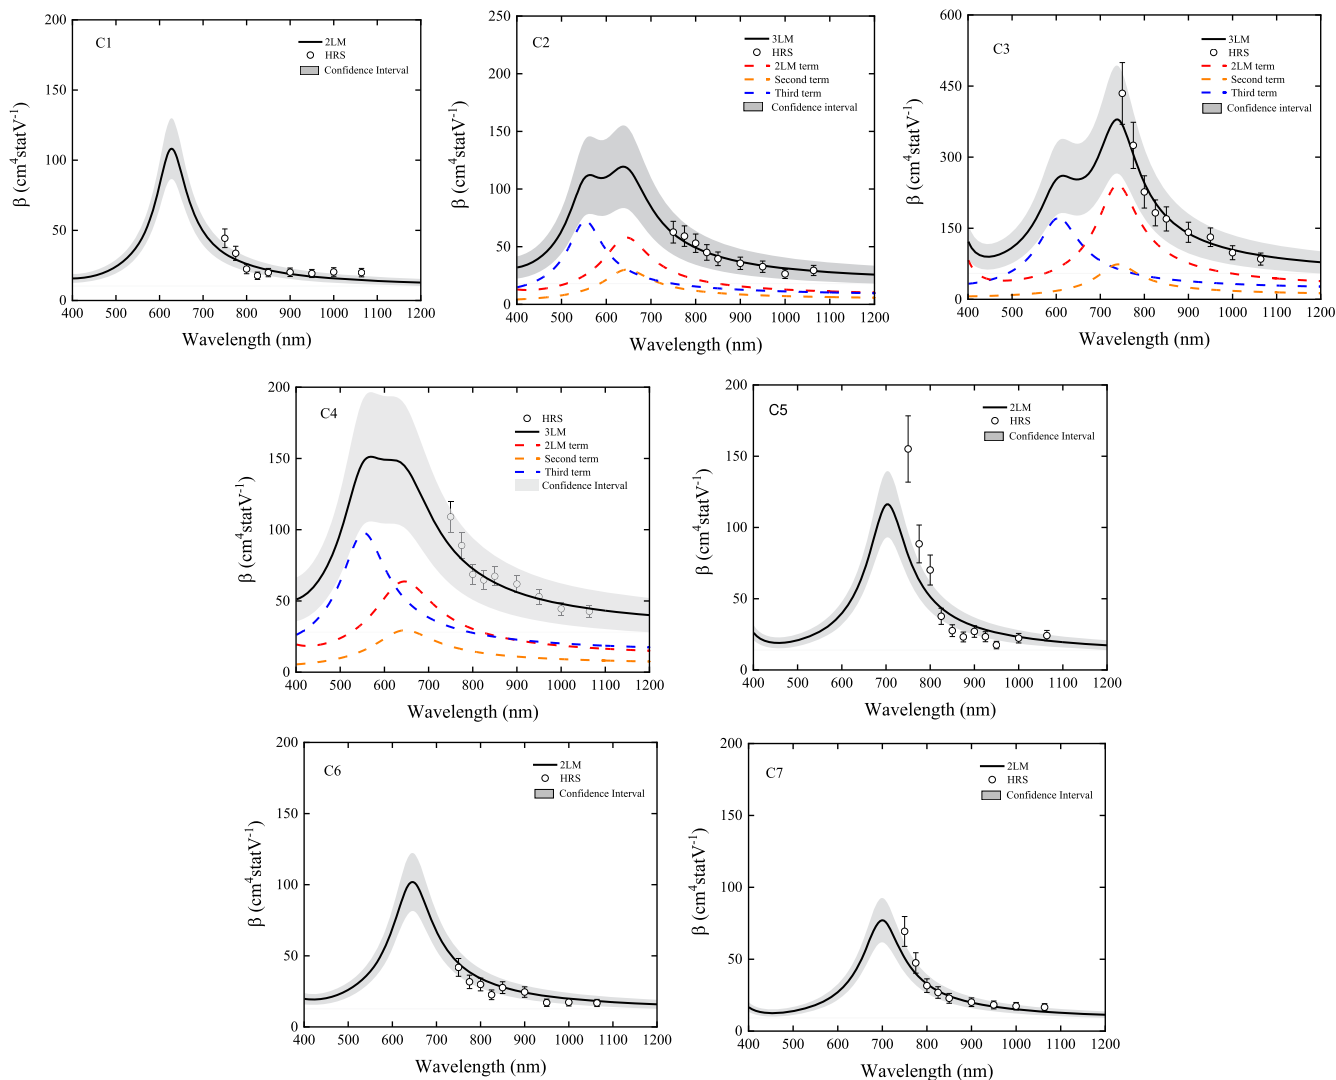 C1
2LM
HRS
Confidence Interval
200
150
100
50
0
β (cm⁴statV⁻¹)
400 500 600 700 800 900 1000 1100 1200
Wavelength (nm)
C2
3LM
HRS
2LM term
Second term
Third term
Confidence interval
250
200
150
100
50
0
β (cm⁴statV⁻¹)
400 500 600 700 800 900 1000 1100 1200
Wavelength (nm)
C3
3LM
HRS
2LM term
Second term
Third term
Confidence interval
600
450
300
150
0
β (cm⁴statV⁻¹)
400 500 600 700 800 900 1000 1100 1200
Wavelength (nm)
C4
HRS
3LM
2LM term
Second term
Third term
Confidence Interval
200
150
100
50
0
β (cm⁴statV⁻¹)
400 500 600 700 800 900 1000 1100 1200
Wavelength (nm)
C5
2LM
HRS
Confidence Interval
200
150
100
50
0
β (cm⁴statV⁻¹)
400 500 600 700 800 900 1000 1100 1200
Wavelength (nm)
C6
2LM
HRS
Confidence Interval
200
150
100
50
0
β (cm⁴statV⁻¹)
400 500 600 700 800 900 1000 1100 1200
Wavelength (nm)
C7
2LM
HRS
Confidence Interval
200
150
100
50
0
β (cm⁴statV⁻¹)
400 500 600 700 800 900 1000 1100 1200
Wavelength (nm)